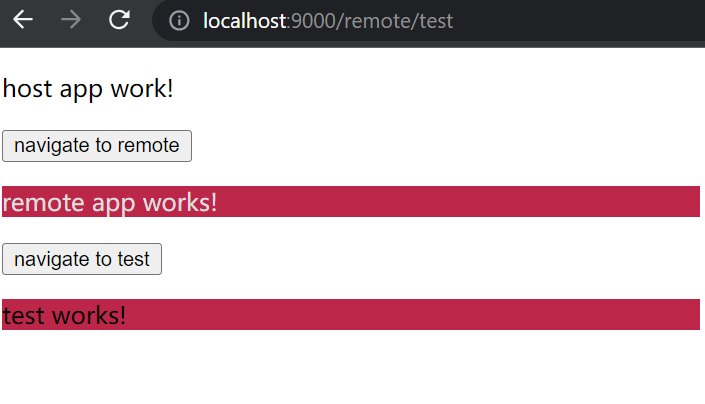 localhost:9000/remote/test
host app work!
navigate to remote
remote app works!
navigate to test
test works!